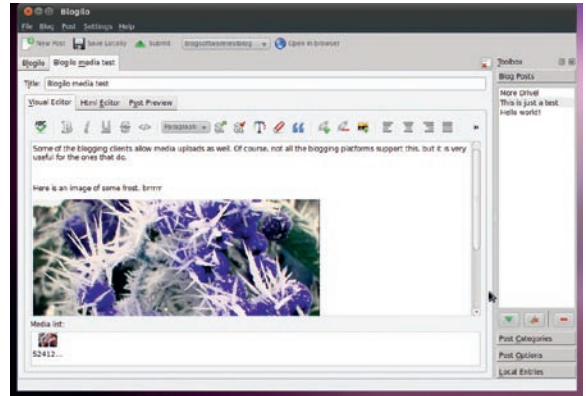 Blogilo
File Blog Post Settings Help
New Post Save Locally Submit Open in browser
Blogilo Blogilo media test
Toolbox
Blog Posts
Title: Blogilo media test
More Drivel
This is just a test
Hello world!
Visual Editor Html Editor Post Preview
Paragraph
Some of the blogging clients allow media uploads as well. Of course, not all the blogging platforms support this, but it is very
useful for the ones that do.
Here is an image of some frost, brrrr
Media list:
52412...
Post Categories
Post Options
Local Entries